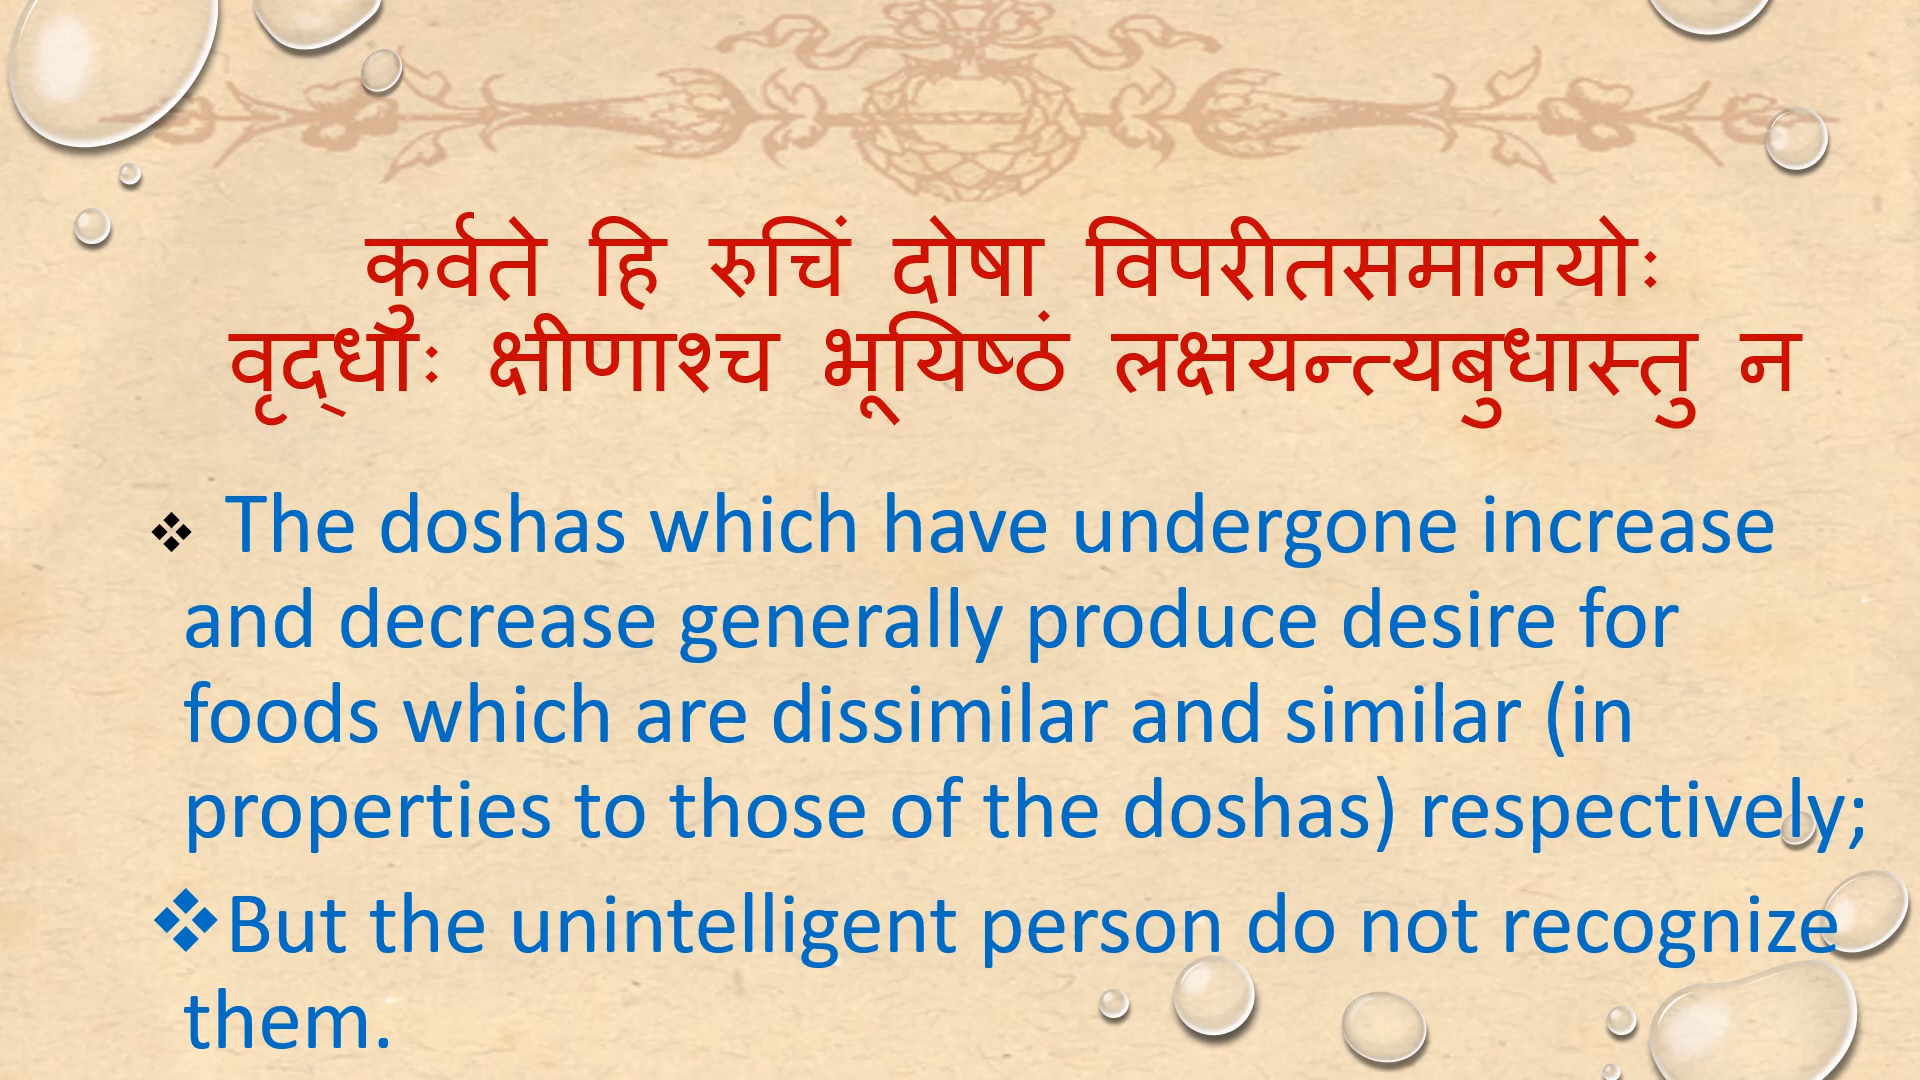 कुर्वते हि रुचिं दोषा विपरीतसमानयोः
वृद्धाः क्षीणाश्च भूयिष्ठं लक्षयन्त्यबुधास्तु न
❖ The doshas which have undergone increase
and decrease generally produce desire for
foods which are dissimilar and similar (in
properties to those of the doshas) respectively;
❖But the unintelligent person do not recognize
them.